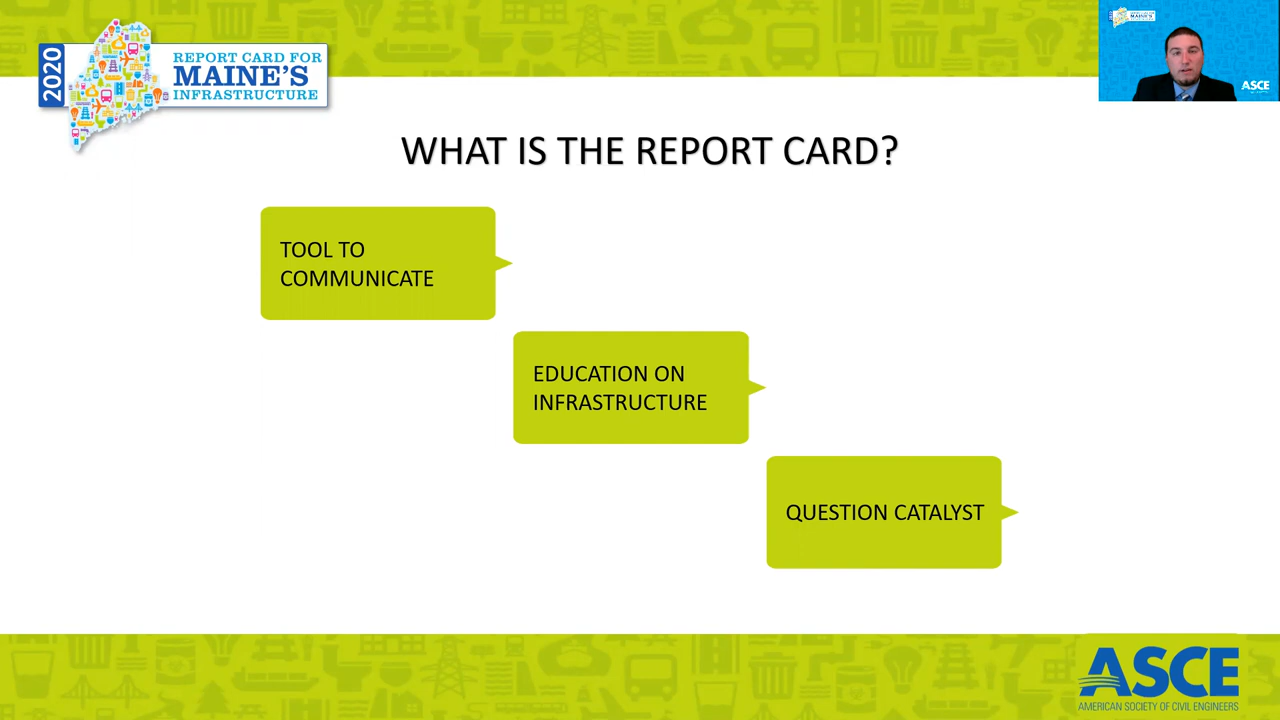 2020
REPORT CARD FOR
MAINE'S
INFRASTRUCTURE
ASCE
WHAT IS THE REPORT CARD?
TOOL TO
COMMUNICATE
EDUCATION ON
INFRASTRUCTURE
QUESTION CATALYST
ASCE
AMERICAN SOCIETY OF CIVIL ENGINEERS